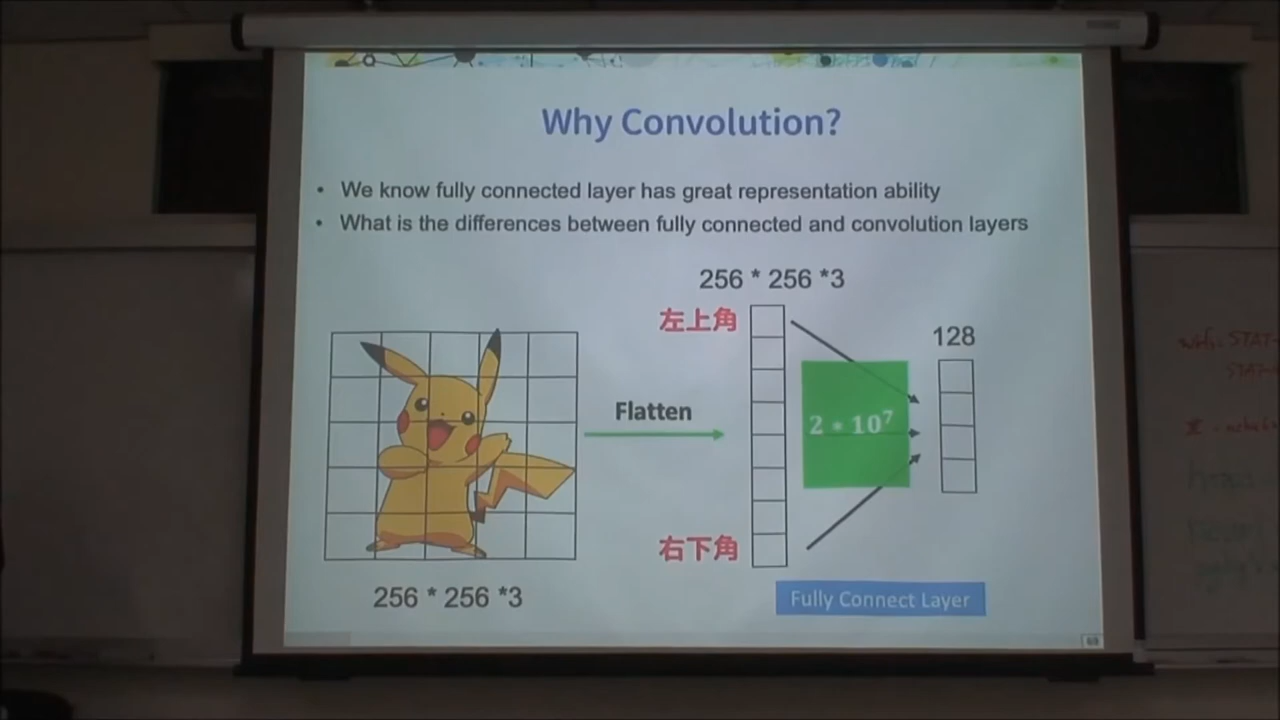 Why Convolution?
• We know fully connected layer has great representation ability
• What is the differences between fully connected and convolution layers
256 * 256 *3
左上角
128
Flatten
2 * 10⁷
右下角
256 * 256 *3
Fully Connect Layer
69